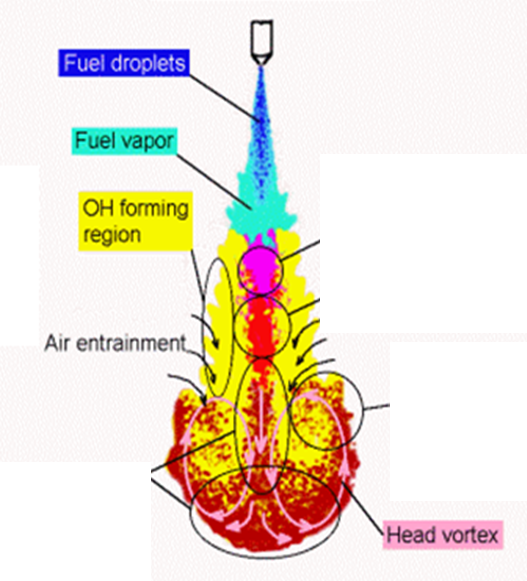 Fuel droplets
Fuel vapor
OH forming
region
Air entrainment
Head vortex